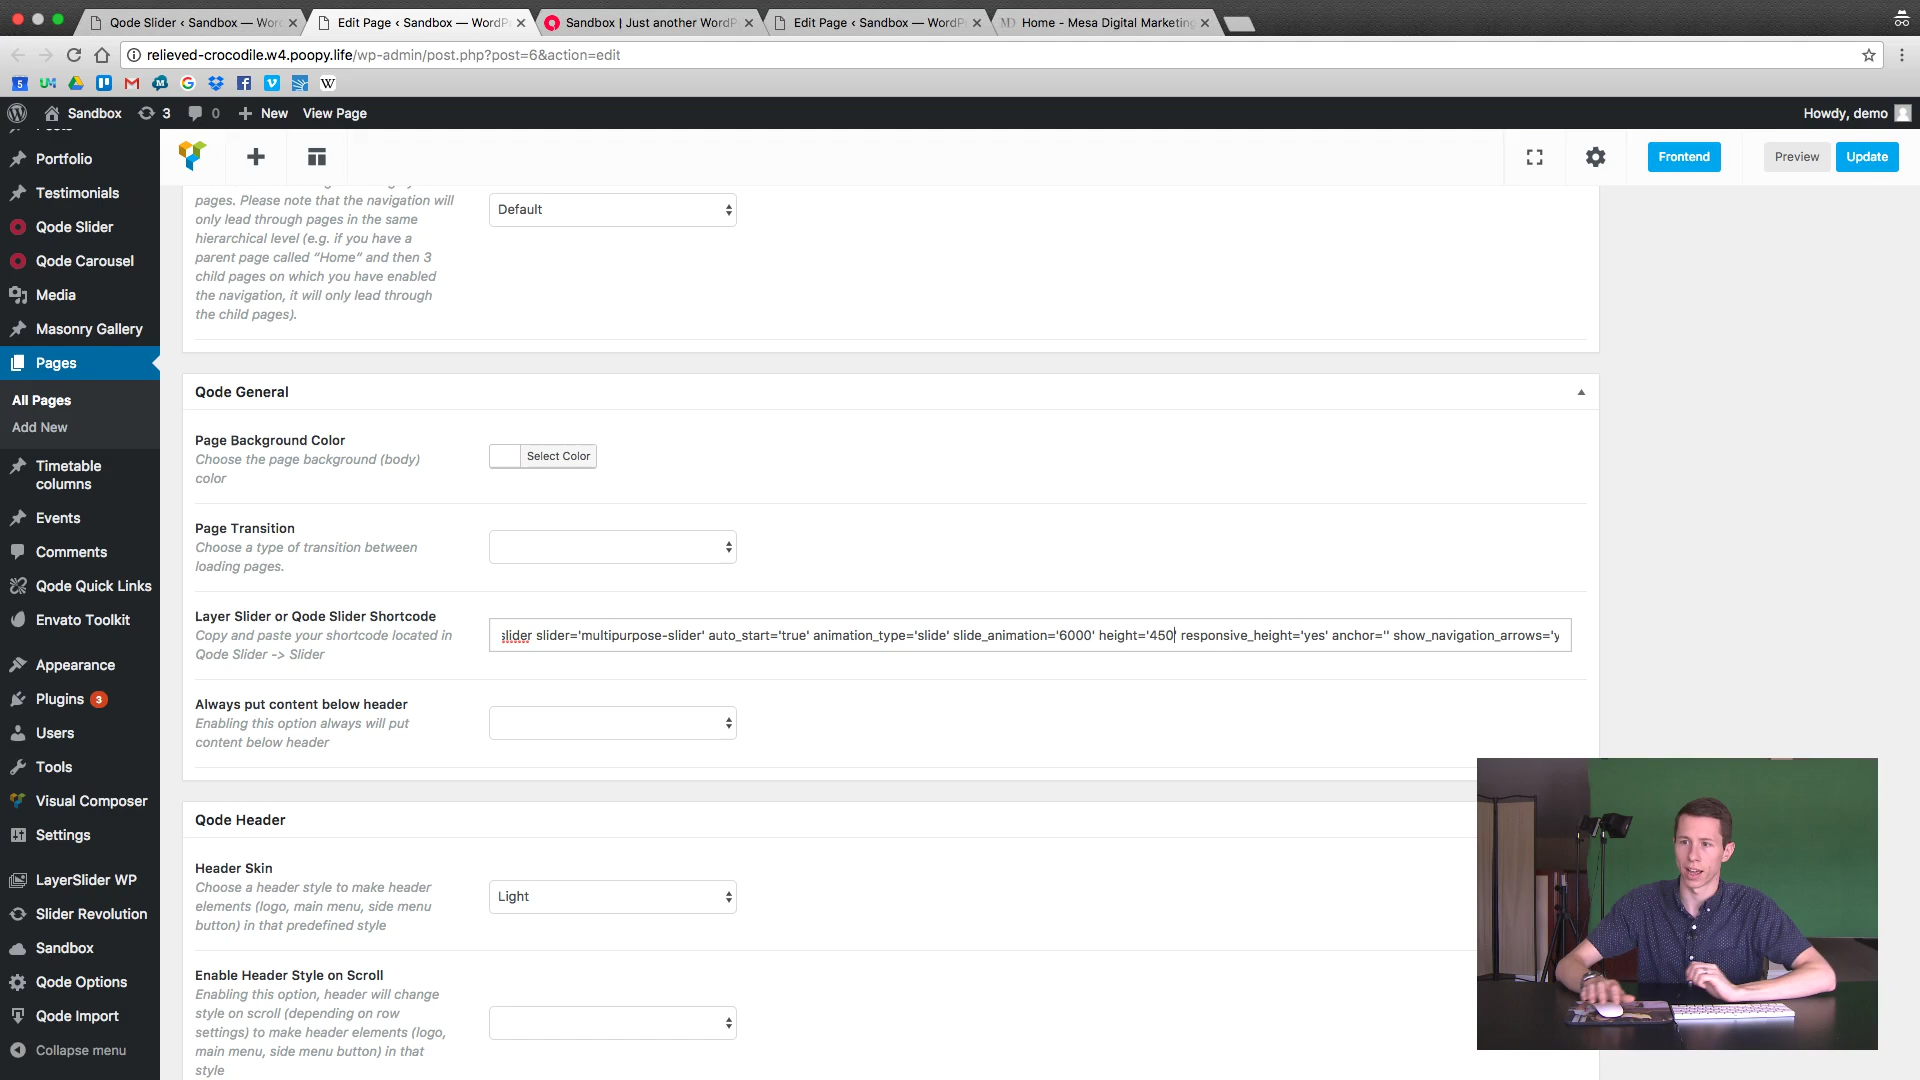 Qode Slider ‹ Sandbox — Wor
Edit Page ‹ Sandbox — WordP
Sandbox | Just another WordP
Edit Page ‹ Sandbox — WordP
Home - Mesa Digital Marketing
relieved-crocodile.w4.poopy.life/wp-admin/post.php?post=6&action=edit
Sandbox
3
0
New
View Page
Howdy, demo
Posts
Portfolio
Testimonials
Qode Slider
Qode Carousel
Media
Masonry Gallery
Pages
All Pages
Add New
Timetable
columns
Events
Comments
Qode Quick Links
Envato Toolkit
Appearance
Plugins 3
Users
Tools
Visual Composer
Settings
LayerSlider WP
Slider Revolution
Sandbox
Qode Options
Qode Import
Collapse menu
Frontend
Preview
Update
pages. Please note that the navigation will
only lead through pages in the same
hierarchical level (e.g. if you have a
parent page called “Home” and then 3
child pages on which you have enabled
the navigation, it will only lead through
the child pages).
Default
Qode General
Page Background Color
Choose the page background (body)
color
Select Color
Page Transition
Choose a type of transition between
loading pages.
Layer Slider or Qode Slider Shortcode
Copy and paste your shortcode located in
Qode Slider -> Slider
slider slider='multipurpose-slider' auto_start='true' animation_type='slide' slide_animation='6000' height='450' responsive_height='yes' anchor='' show_navigation_arrows='y
Always put content below header
Enabling this option always will put
content below header
Qode Header
Header Skin
Choose a header style to make header
elements (logo, main menu, side menu
button) in that predefined style
Light
Enable Header Style on Scroll
Enabling this option, header will change
style on scroll (depending on row
settings) to make header elements (logo,
main menu, side menu button) in that
style